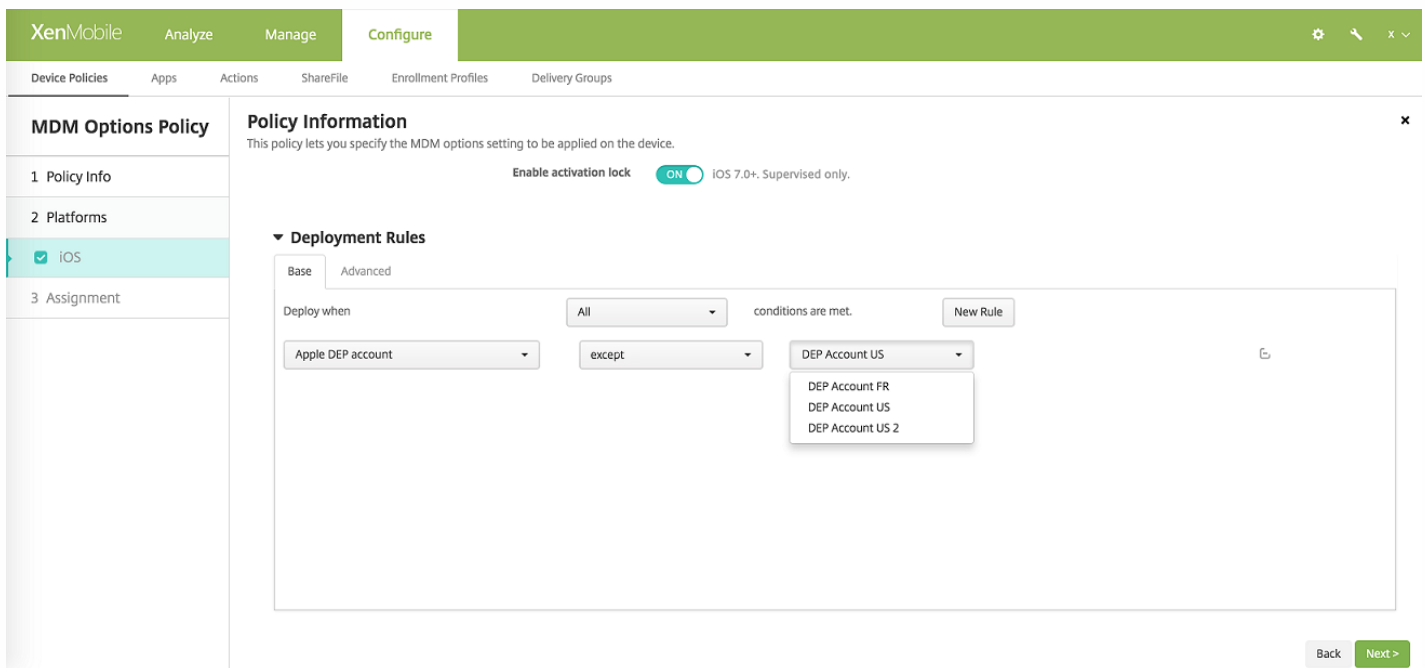 XenMobile Analyze Manage Configure x
Device Policies Apps Actions ShareFile Enrollment Profiles Delivery Groups
MDM Options Policy
1 Policy Info
2 Platforms
iOS
3 Assignment
Policy Information
This policy lets you specify the MDM options setting to be applied on the device.
Enable activation lock ON iOS 7.0+. Supervised only.
Deployment Rules
Base Advanced
Deploy when All conditions are met. New Rule
Apple DEP account except DEP Account US
DEP Account FR
DEP Account US
DEP Account US 2
Back Next >